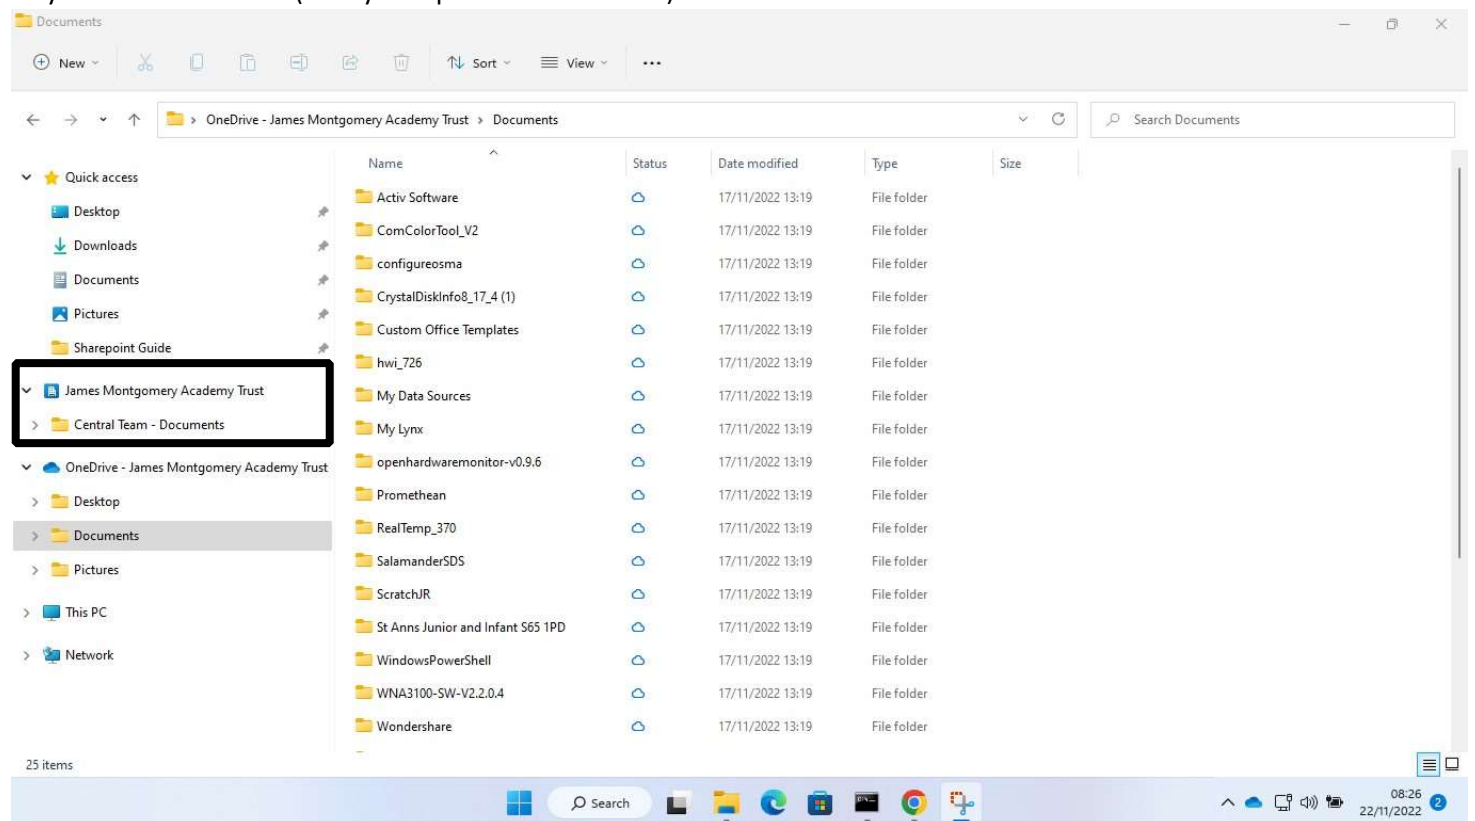 Documents
New
Sort
View
OneDrive - James Montgomery Academy Trust > Documents
Search Documents
Name Status Date modified Type Size
Quick access
Desktop
Downloads
Documents
Pictures
Sharepoint Guide
James Montgomery Academy Trust
Central Team - Documents
OneDrive - James Montgomery Academy Trust
Desktop
Documents
Pictures
This PC
Network
Activ Software 17/11/2022 13:19 File folder
ComColorTool_V2 17/11/2022 13:19 File folder
configureosma 17/11/2022 13:19 File folder
CrystalDiskInfo8_17_4 (1) 17/11/2022 13:19 File folder
Custom Office Templates 17/11/2022 13:19 File folder
hwi_726 17/11/2022 13:19 File folder
My Data Sources 17/11/2022 13:19 File folder
My Lynx 17/11/2022 13:19 File folder
openhardwaremonitor-v0.9.6 17/11/2022 13:19 File folder
Promethean 17/11/2022 13:19 File folder
RealTemp_370 17/11/2022 13:19 File folder
SalamanderSDS 17/11/2022 13:19 File folder
ScratchJR 17/11/2022 13:19 File folder
St Anns Junior and Infant S65 1PD 17/11/2022 13:19 File folder
WindowsPowerShell 17/11/2022 13:19 File folder
WNA3100-SW-V2.2.0.4 17/11/2022 13:19 File folder
Wondershare 17/11/2022 13:19 File folder
25 items
Search
08:26
22/11/2022
2